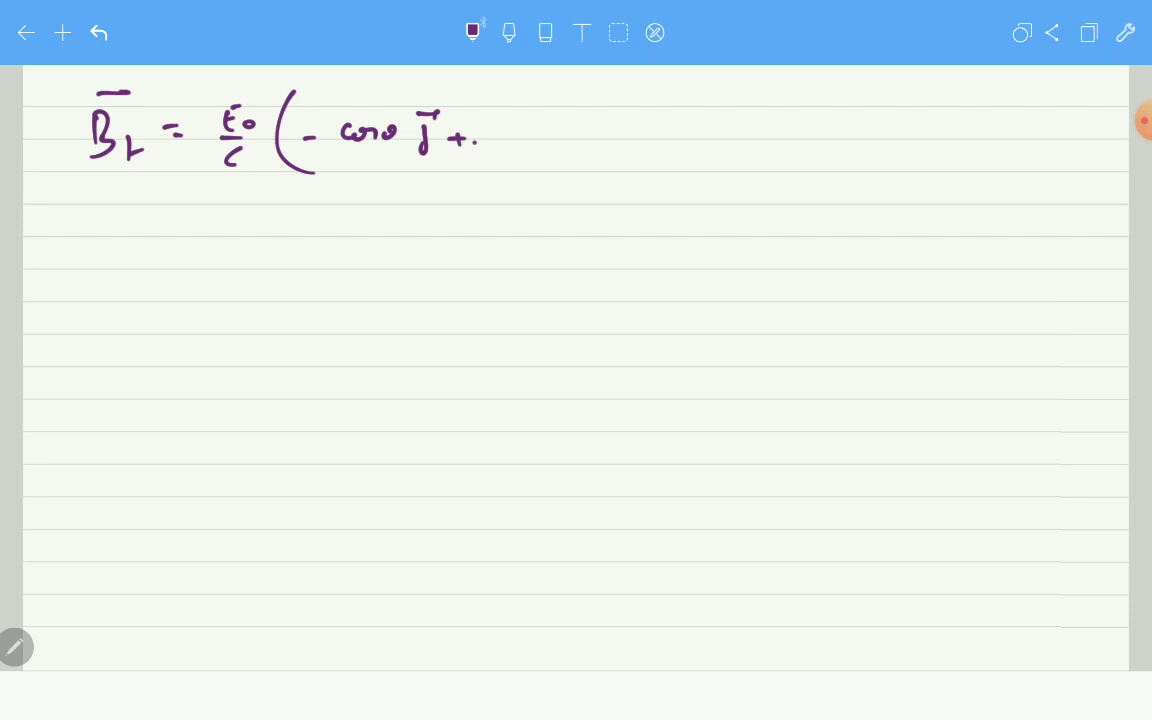 B̅ᵣ = E₀/c (- cosθ j̅ +